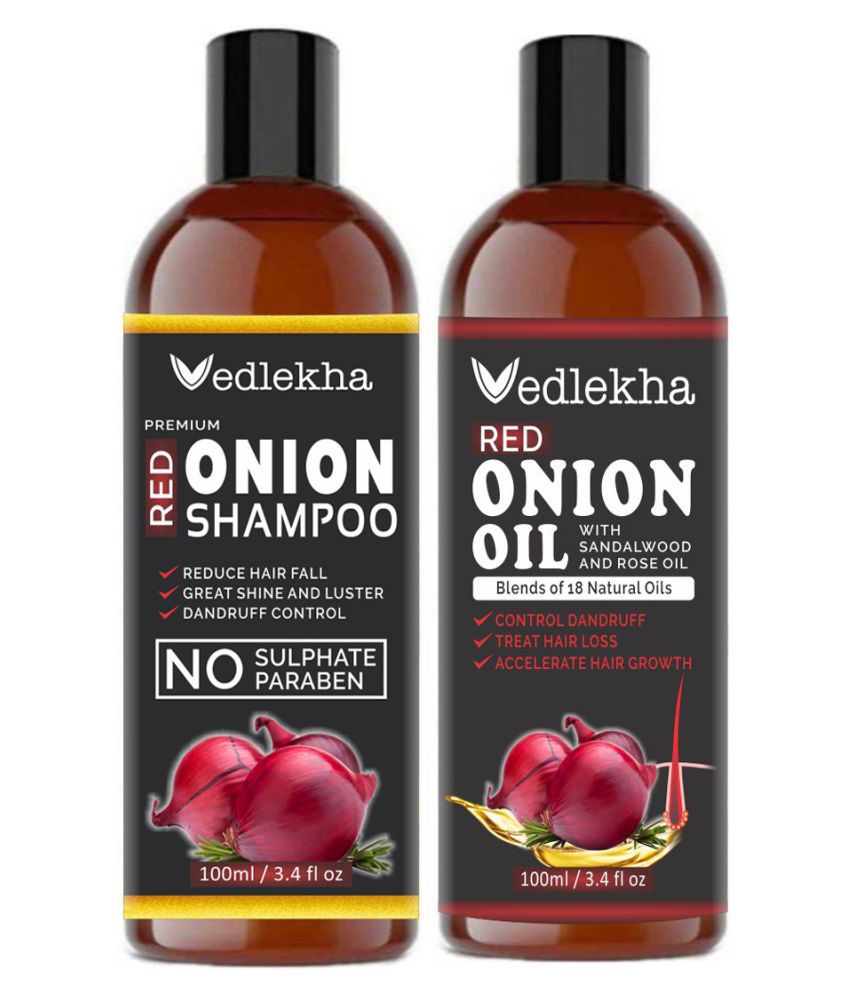 Vedlekha
PREMIUM
RED
ONION
SHAMPOO
REDUCE HAIR FALL
GREAT SHINE AND LUSTER
DANDRUFF CONTROL
NO SULPHATE
PARABEN
100ml / 3.4 fl oz
Vedlekha
RED
ONION
OIL
WITH
SANDALWOOD
AND ROSE OIL
Blends of 18 Natural Oils
CONTROL DANDRUFF
TREAT HAIR LOSS
ACCELERATE HAIR GROWTH
100ml / 3.4 fl oz